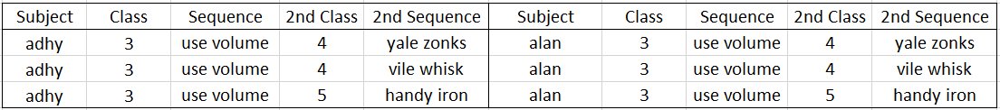 Subject Class Sequence 2nd Class 2nd Sequence Subject Class Sequence 2nd Class 2nd Sequence
adhy 3 use volume 4 yale zonks alan 3 use volume 4 yale zonks
adhy 3 use volume 4 vile whisk alan 3 use volume 4 vile whisk
adhy 3 use volume 5 handy iron alan 3 use volume 5 handy iron